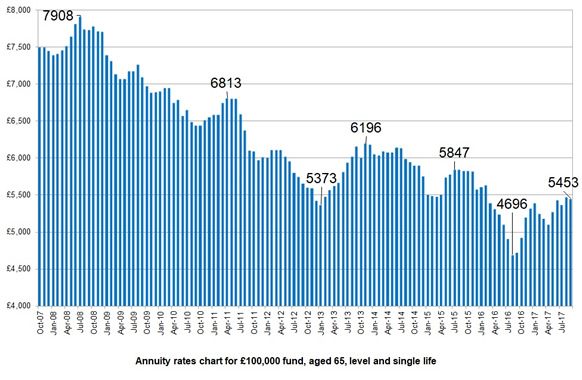 £8,000
£7,500
£7,000
£6,500
£6,000
£5,500
£5,000
£4,500
£4,000
7908
6813
5373
6196
5847
4696
5453
Oct-07
Jan-08
Apr-08
Jul-08
Oct-08
Jan-09
Apr-09
Jul-09
Oct-09
Jan-10
Apr-10
Jul-10
Oct-10
Jan-11
Apr-11
Jul-11
Oct-11
Jan-12
Apr-12
Jul-12
Oct-12
Jan-13
Apr-13
Jul-13
Oct-13
Jan-14
Apr-14
Jul-14
Oct-14
Jan-15
Apr-15
Jul-15
Oct-15
Jan-16
Apr-16
Jul-16
Oct-16
Jan-17
Apr-17
Jul-17
Annuity rates chart for £100,000 fund, aged 65, level and single life